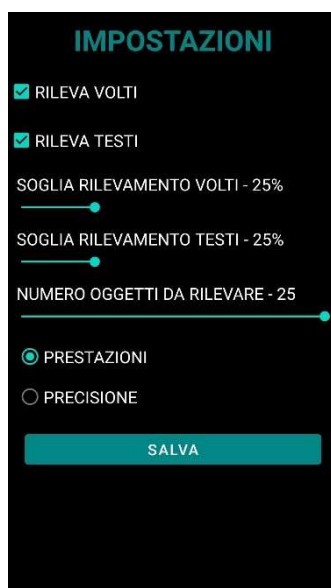 IMPOSTAZIONI
RILEVA VOLTI
RILEVA TESTI
SOGLIA RILEVAMENTO VOLTI - 25%
SOGLIA RILEVAMENTO TESTI - 25%
NUMERO OGGETTI DA RILEVARE - 25
PRESTAZIONI
PRECISIONE
SALVA